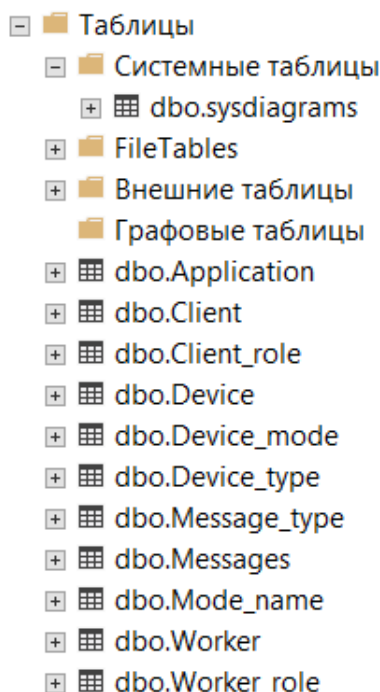 Таблицы
Системные таблицы
dbo.sysdiagrams
FileTables
Внешние таблицы
Графовые таблицы
dbo.Application
dbo.Client
dbo.Client_role
dbo.Device
dbo.Device_mode
dbo.Device_type
dbo.Message_type
dbo.Messages
dbo.Mode_name
dbo.Worker
dbo.Worker_role